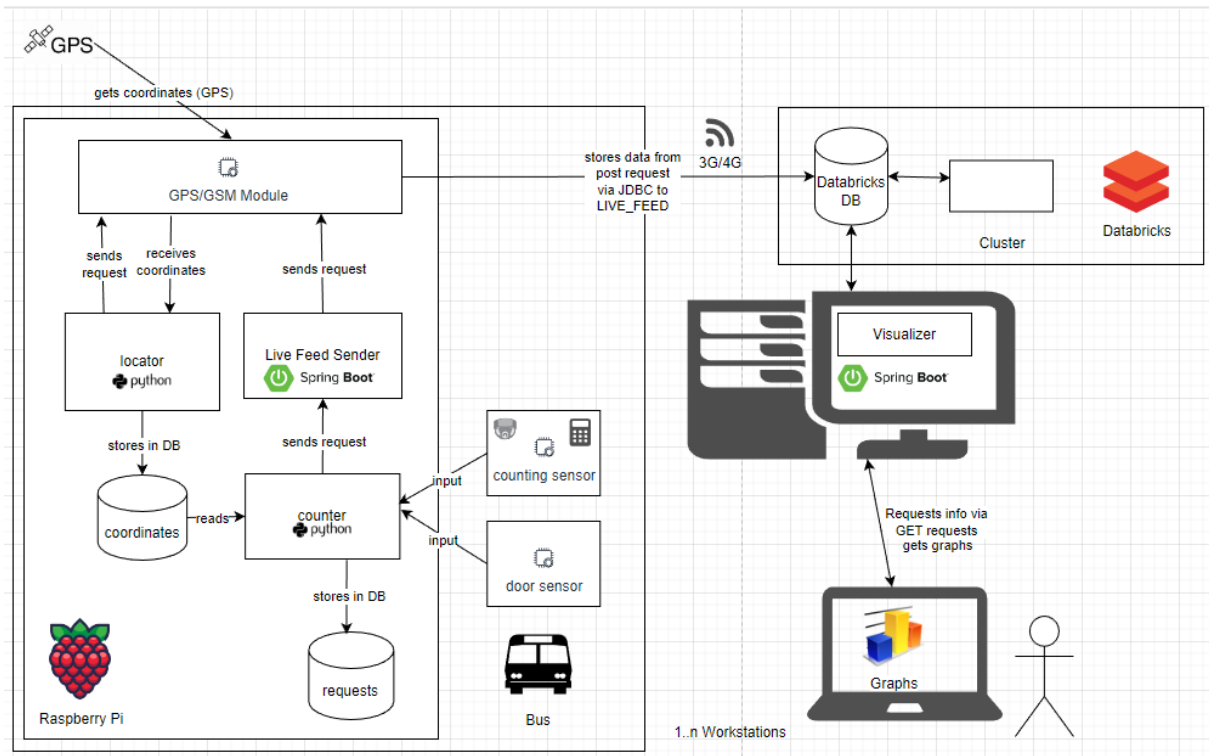 GPS
gets coordinates (GPS)
GPS/GSM Module
sends
request
receives
coordinates
sends request
locator
python
Live Feed Sender
Spring Boot
stores in DB
sends request
coordinates
reads
counter
python
input
counting sensor
input
door sensor
stores in DB
requests
Raspberry Pi
Bus
stores data from
post request
via JDBC to
LIVE_FEED
3G/4G
Databricks
DB
Cluster
Databricks
Visualizer
Spring Boot
Requests info via
GET requests
gets graphs
Graphs
1..n Workstations